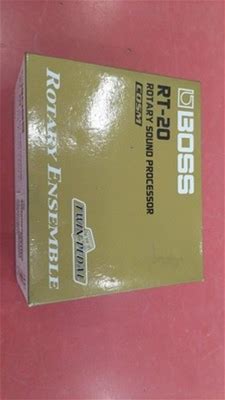 BOSS
RT-20
ROTARY SOUND PROCESSOR
COSM
TWIN PEDAL
ROTARY ENSEMBLE